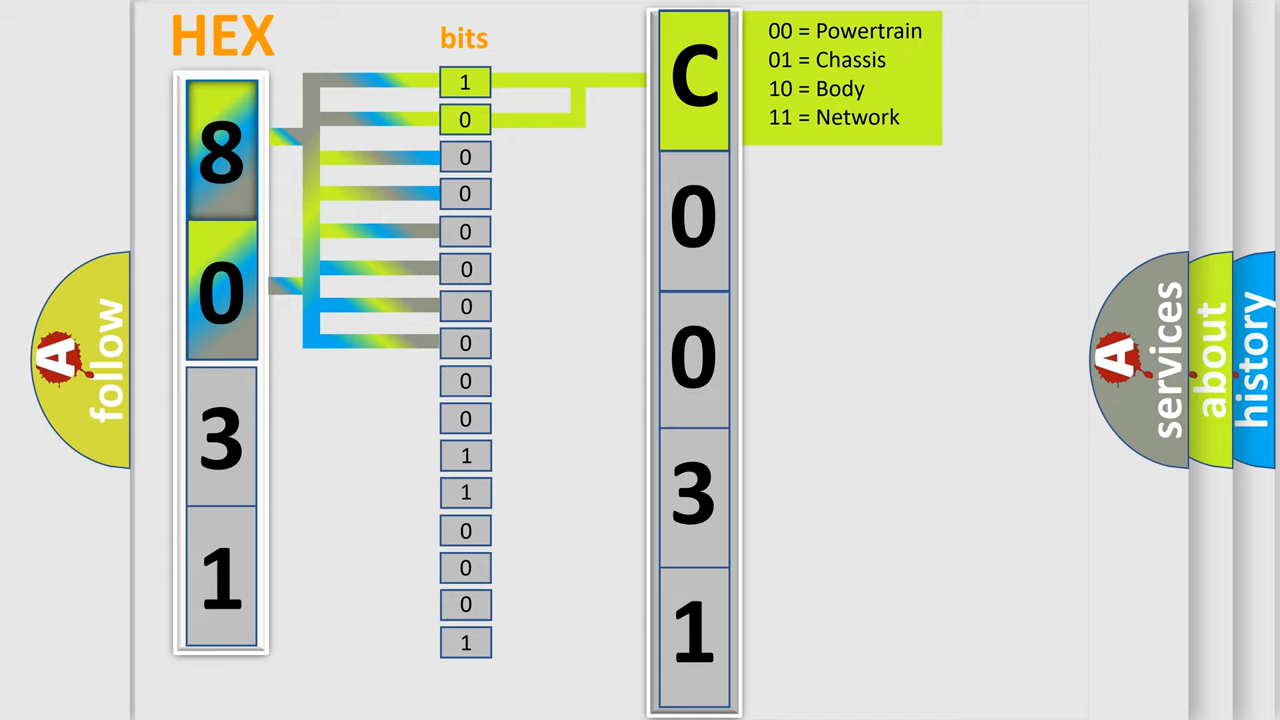 HEX
8
0
3
1
bits
1
0
0
0
0
0
0
0
0
0
1
1
0
0
0
1
C
0
0
3
1
00 = Powertrain
01 = Chassis
10 = Body
11 = Network
A follow
A services
about
history